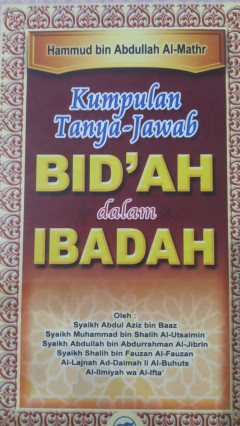 Hammud bin Abdullah Al-Mathr
Kumpulan
Tanya-Jawab
BID'AH
dalam
IBADAH
Oleh :
Syaikh Abdul Aziz bin Baaz
Syaikh Muhammad bin Shalih Al-Utsaimin
Syaikh Abdullah bin Abdurrahman Al-Jibrin
Syaikh Shalih bin Fauzan Al-Fauzan
Al-Lajnah Ad-Daimah li Al-Buhuts
Al-Ilmiyah wa Al-Ifta'